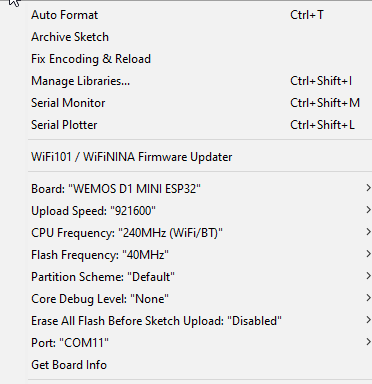 Auto Format Ctrl+T
Archive Sketch
Fix Encoding & Reload
Manage Libraries... Ctrl+Shift+I
Serial Monitor Ctrl+Shift+M
Serial Plotter Ctrl+Shift+L
WiFi101 / WiFiNINA Firmware Updater
Board: "WEMOS D1 MINI ESP32"
Upload Speed: "921600"
CPU Frequency: "240MHz (WiFi/BT)"
Flash Frequency: "40MHz"
Partition Scheme: "Default"
Core Debug Level: "None"
Erase All Flash Before Sketch Upload: "Disabled"
Port: "COM11"
Get Board Info